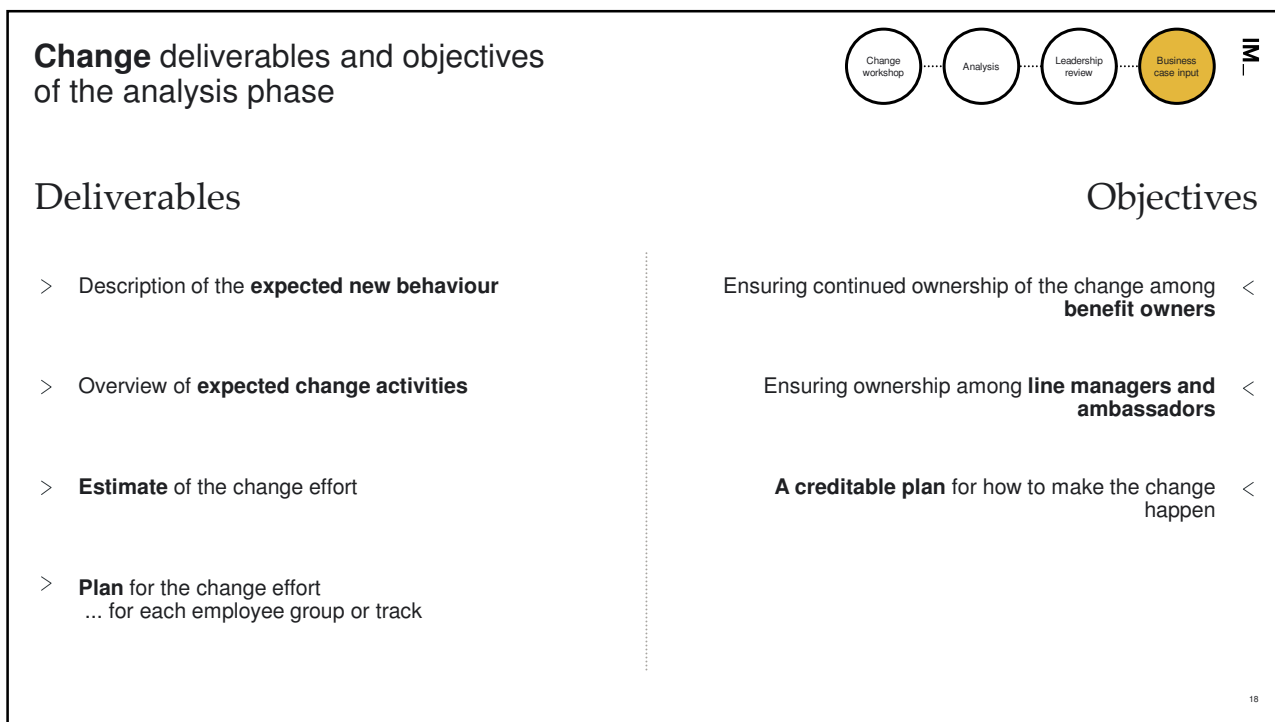 Change deliverables and objectives
of the analysis phase
Change
workshop
Analysis
Leadership
review
Business
case input
IM_
Deliverables
> Description of the expected new behaviour
> Overview of expected change activities
> Estimate of the change effort
> Plan for the change effort
... for each employee group or track
Objectives
Ensuring continued ownership of the change among <
benefit owners
Ensuring ownership among line managers and <
ambassadors
A creditable plan for how to make the change <
happen
18